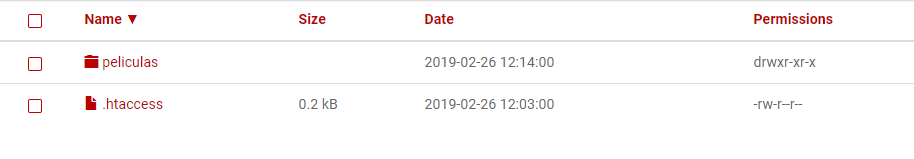 Name ▼ Size Date Permissions
peliculas 2019-02-26 12:14:00 drwxr-xr-x
.htaccess 0.2 kB 2019-02-26 12:03:00 -rw-r--r--